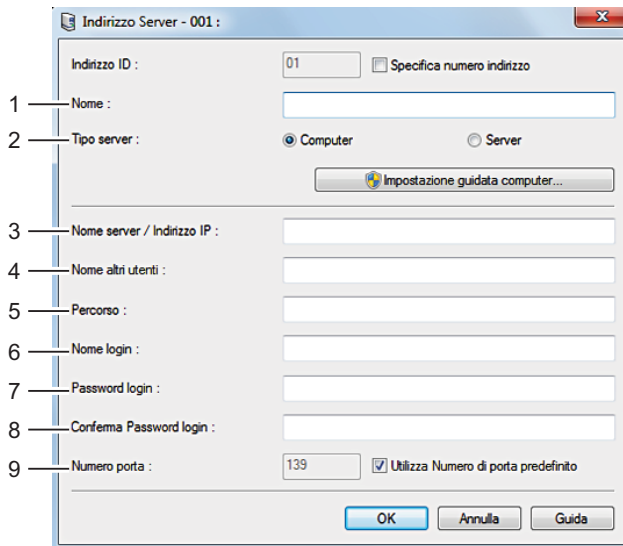 Indirizzo Server - 001 :
Indirizzo ID : 01 Specifica numero indirizzo
1 Nome :
2 Tipo server : Computer Server
Impostazione guidata computer...
3 Nome server / Indirizzo IP :
4 Nome altri utenti :
5 Percorso :
6 Nome login :
7 Password login :
8 Conferma Password login :
9 Numero porta : 139 Utilizza Numero di porta predefinito
OK Annulla Guida